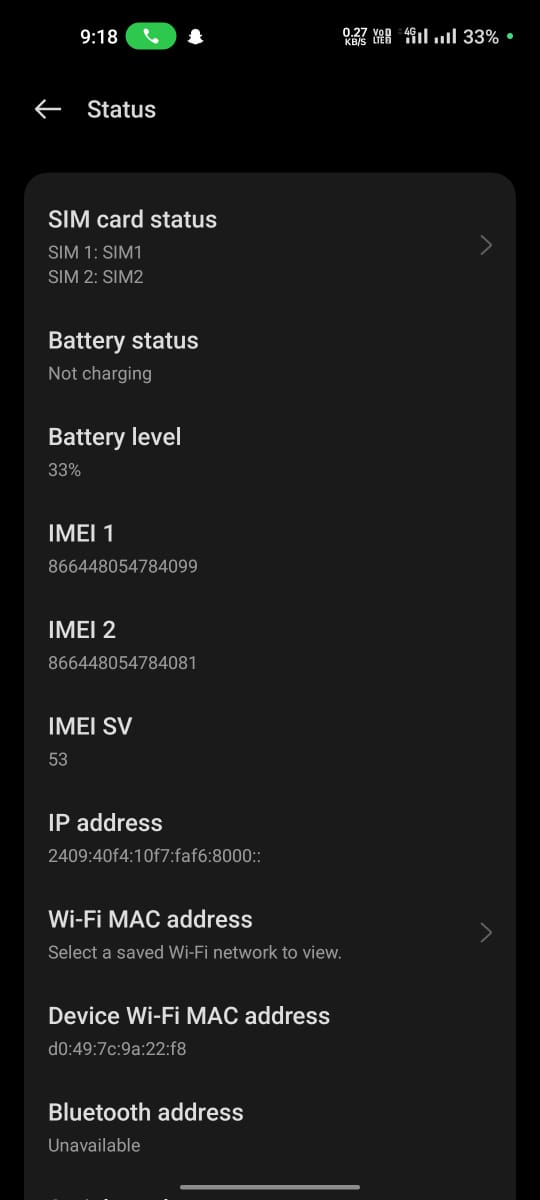 9:18
0.27 KB/S VoD LTE 4G 33%
Status
SIM card status
SIM 1: SIM1
SIM 2: SIM2
Battery status
Not charging
Battery level
33%
IMEI 1
866448054784099
IMEI 2
866448054784081
IMEI SV
53
IP address
2409:40f4:10f7:faf6:8000::
Wi-Fi MAC address
Select a saved Wi-Fi network to view.
Device Wi-Fi MAC address
d0:49:7c:9a:22:f8
Bluetooth address
Unavailable